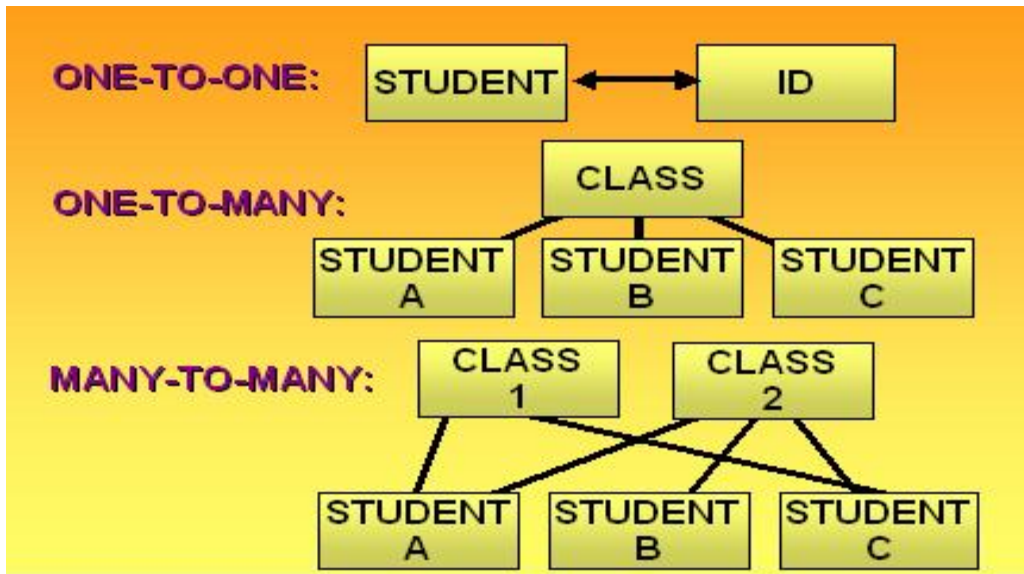 ONE-TO-ONE:
STUDENT
ID
ONE-TO-MANY:
CLASS
STUDENT
A
STUDENT
B
STUDENT
C
MANY-TO-MANY:
CLASS
1
CLASS
2
STUDENT
A
STUDENT
B
STUDENT
C